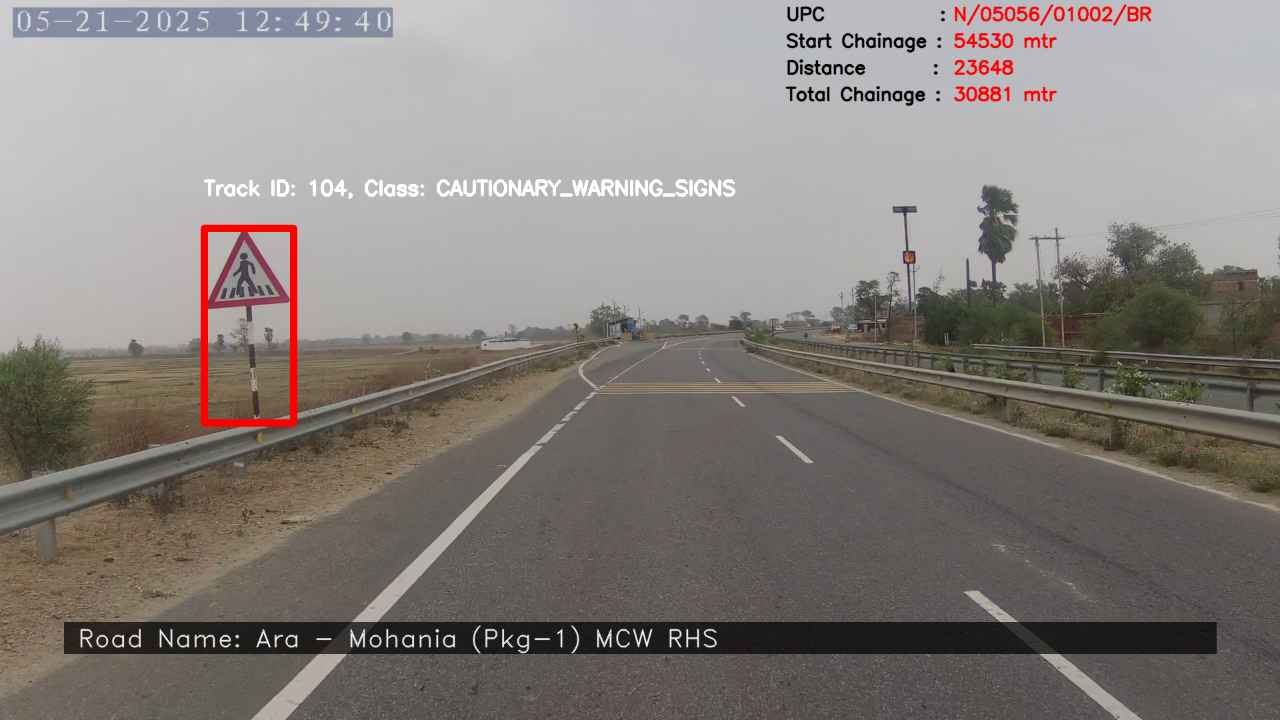 05-21-2025 12:49:40
UPC : N/05056/01002/BR
Start Chainage : 54530 mtr
Distance : 23648
Total Chainage : 30881 mtr
Track ID: 104, Class: CAUTIONARY_WARNING_SIGNS
Road Name: Ara - Mohania (Pkg-1) MCW RHS